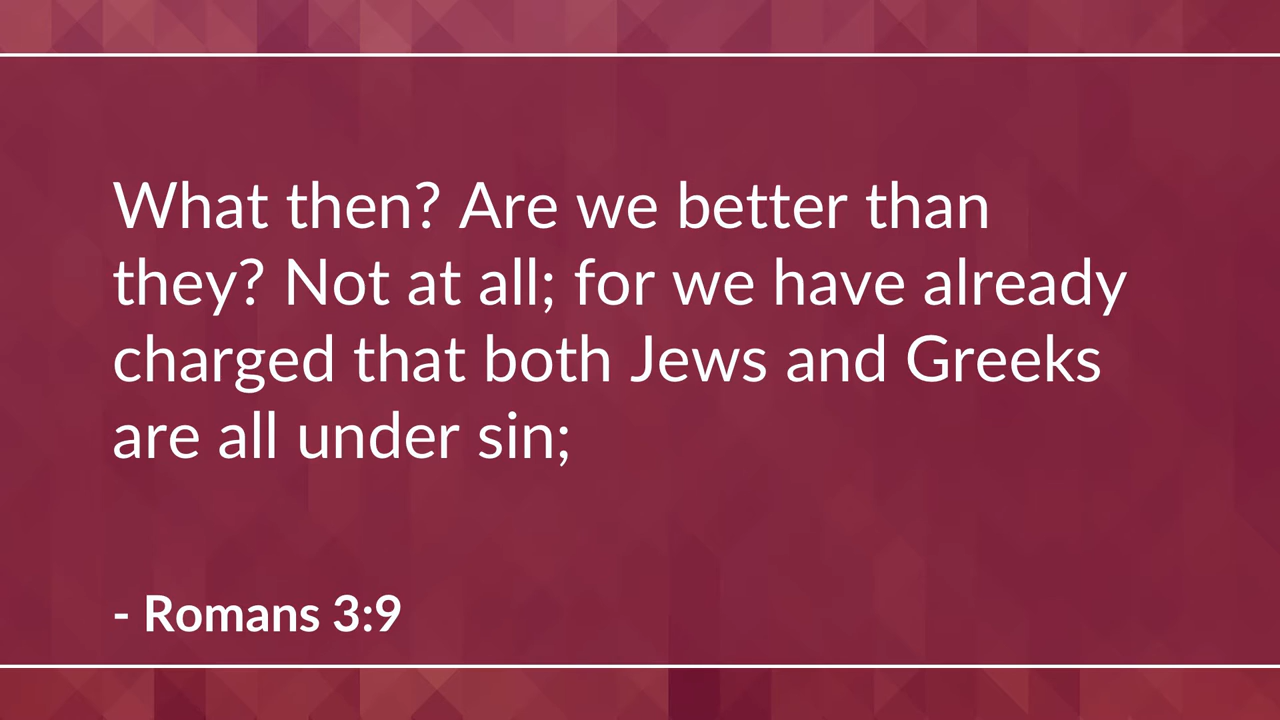 What then? Are we better than
they? Not at all; for we have already
charged that both Jews and Greeks
are all under sin;
- Romans 3:9